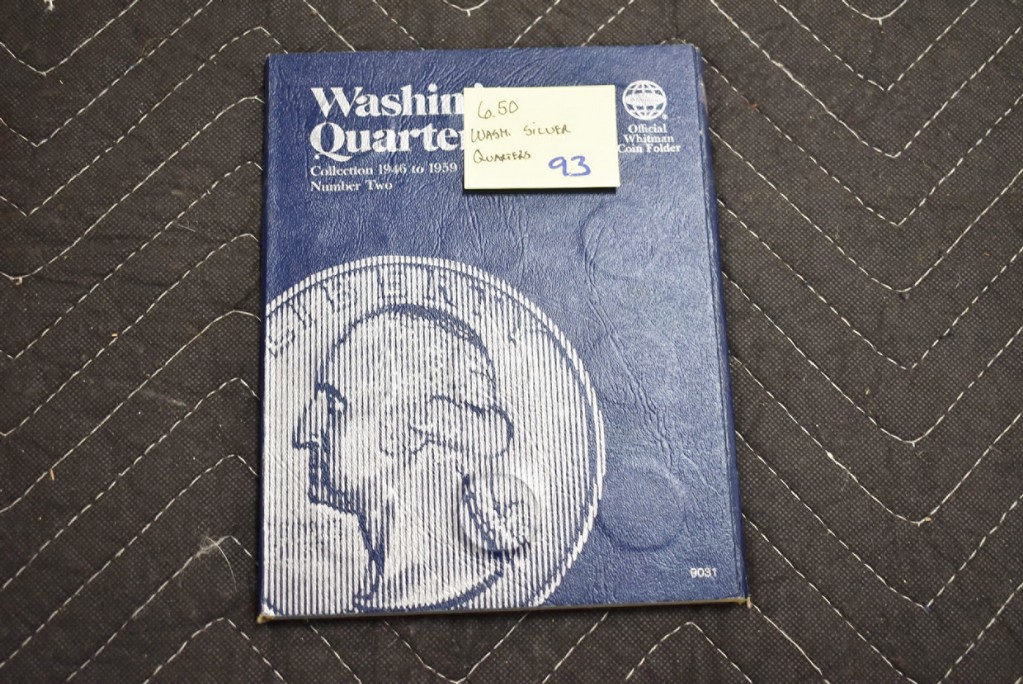 Washin
Quarte
Collection 1946 to 1959
Number Two
6.50
WASH. SILVER
QUARTERS
93
Official
Whitman
Coin Folder
LIBERTY
9031